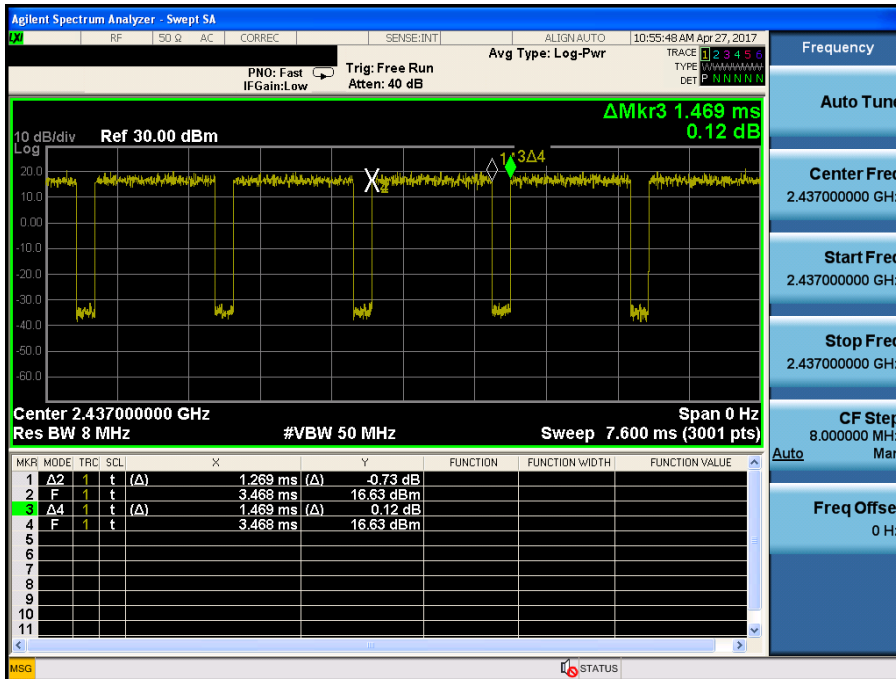 Agilent Spectrum Analyzer - Swept SA
LXI RF 50 Ω AC CORREC SENSE:INT ALIGN AUTO 10:55:48 AM Apr 27, 2017
Frequency
Avg Type: Log-Pwr
TRACE 1 2 3 4 5 6
PNO: Fast Trig: Free Run TYPE WWWWWW
IFGain:Low Atten: 40 dB DET P N N N N N
Auto Tune
ΔMkr3 1.469 ms
0.12 dB
10 dB/div Ref 30.00 dBm
Log
1 3Δ4
20.0
10.0
0.00
-10.0
-20.0
-30.0
-40.0
-50.0
-60.0
Center Freq
2.437000000 GHz
Start Freq
2.437000000 GHz
Stop Freq
2.437000000 GHz
Center 2.437000000 GHz Span 0 Hz
Res BW 8 MHz #VBW 50 MHz Sweep 7.600 ms (3001 pts)
CF Step
8.000000 MHz
Auto Man
MKR MODE TRC SCL X Y FUNCTION FUNCTION WIDTH FUNCTION VALUE
1 Δ2 1 t (Δ) 1.269 ms (Δ) -0.73 dB
2 F 1 t 3.468 ms 16.63 dBm
3 Δ4 1 t (Δ) 1.469 ms (Δ) 0.12 dB
4 F 1 t 3.468 ms 16.63 dBm
5
6
7
8
9
10
11
Freq Offset
0 Hz
MSG STATUS